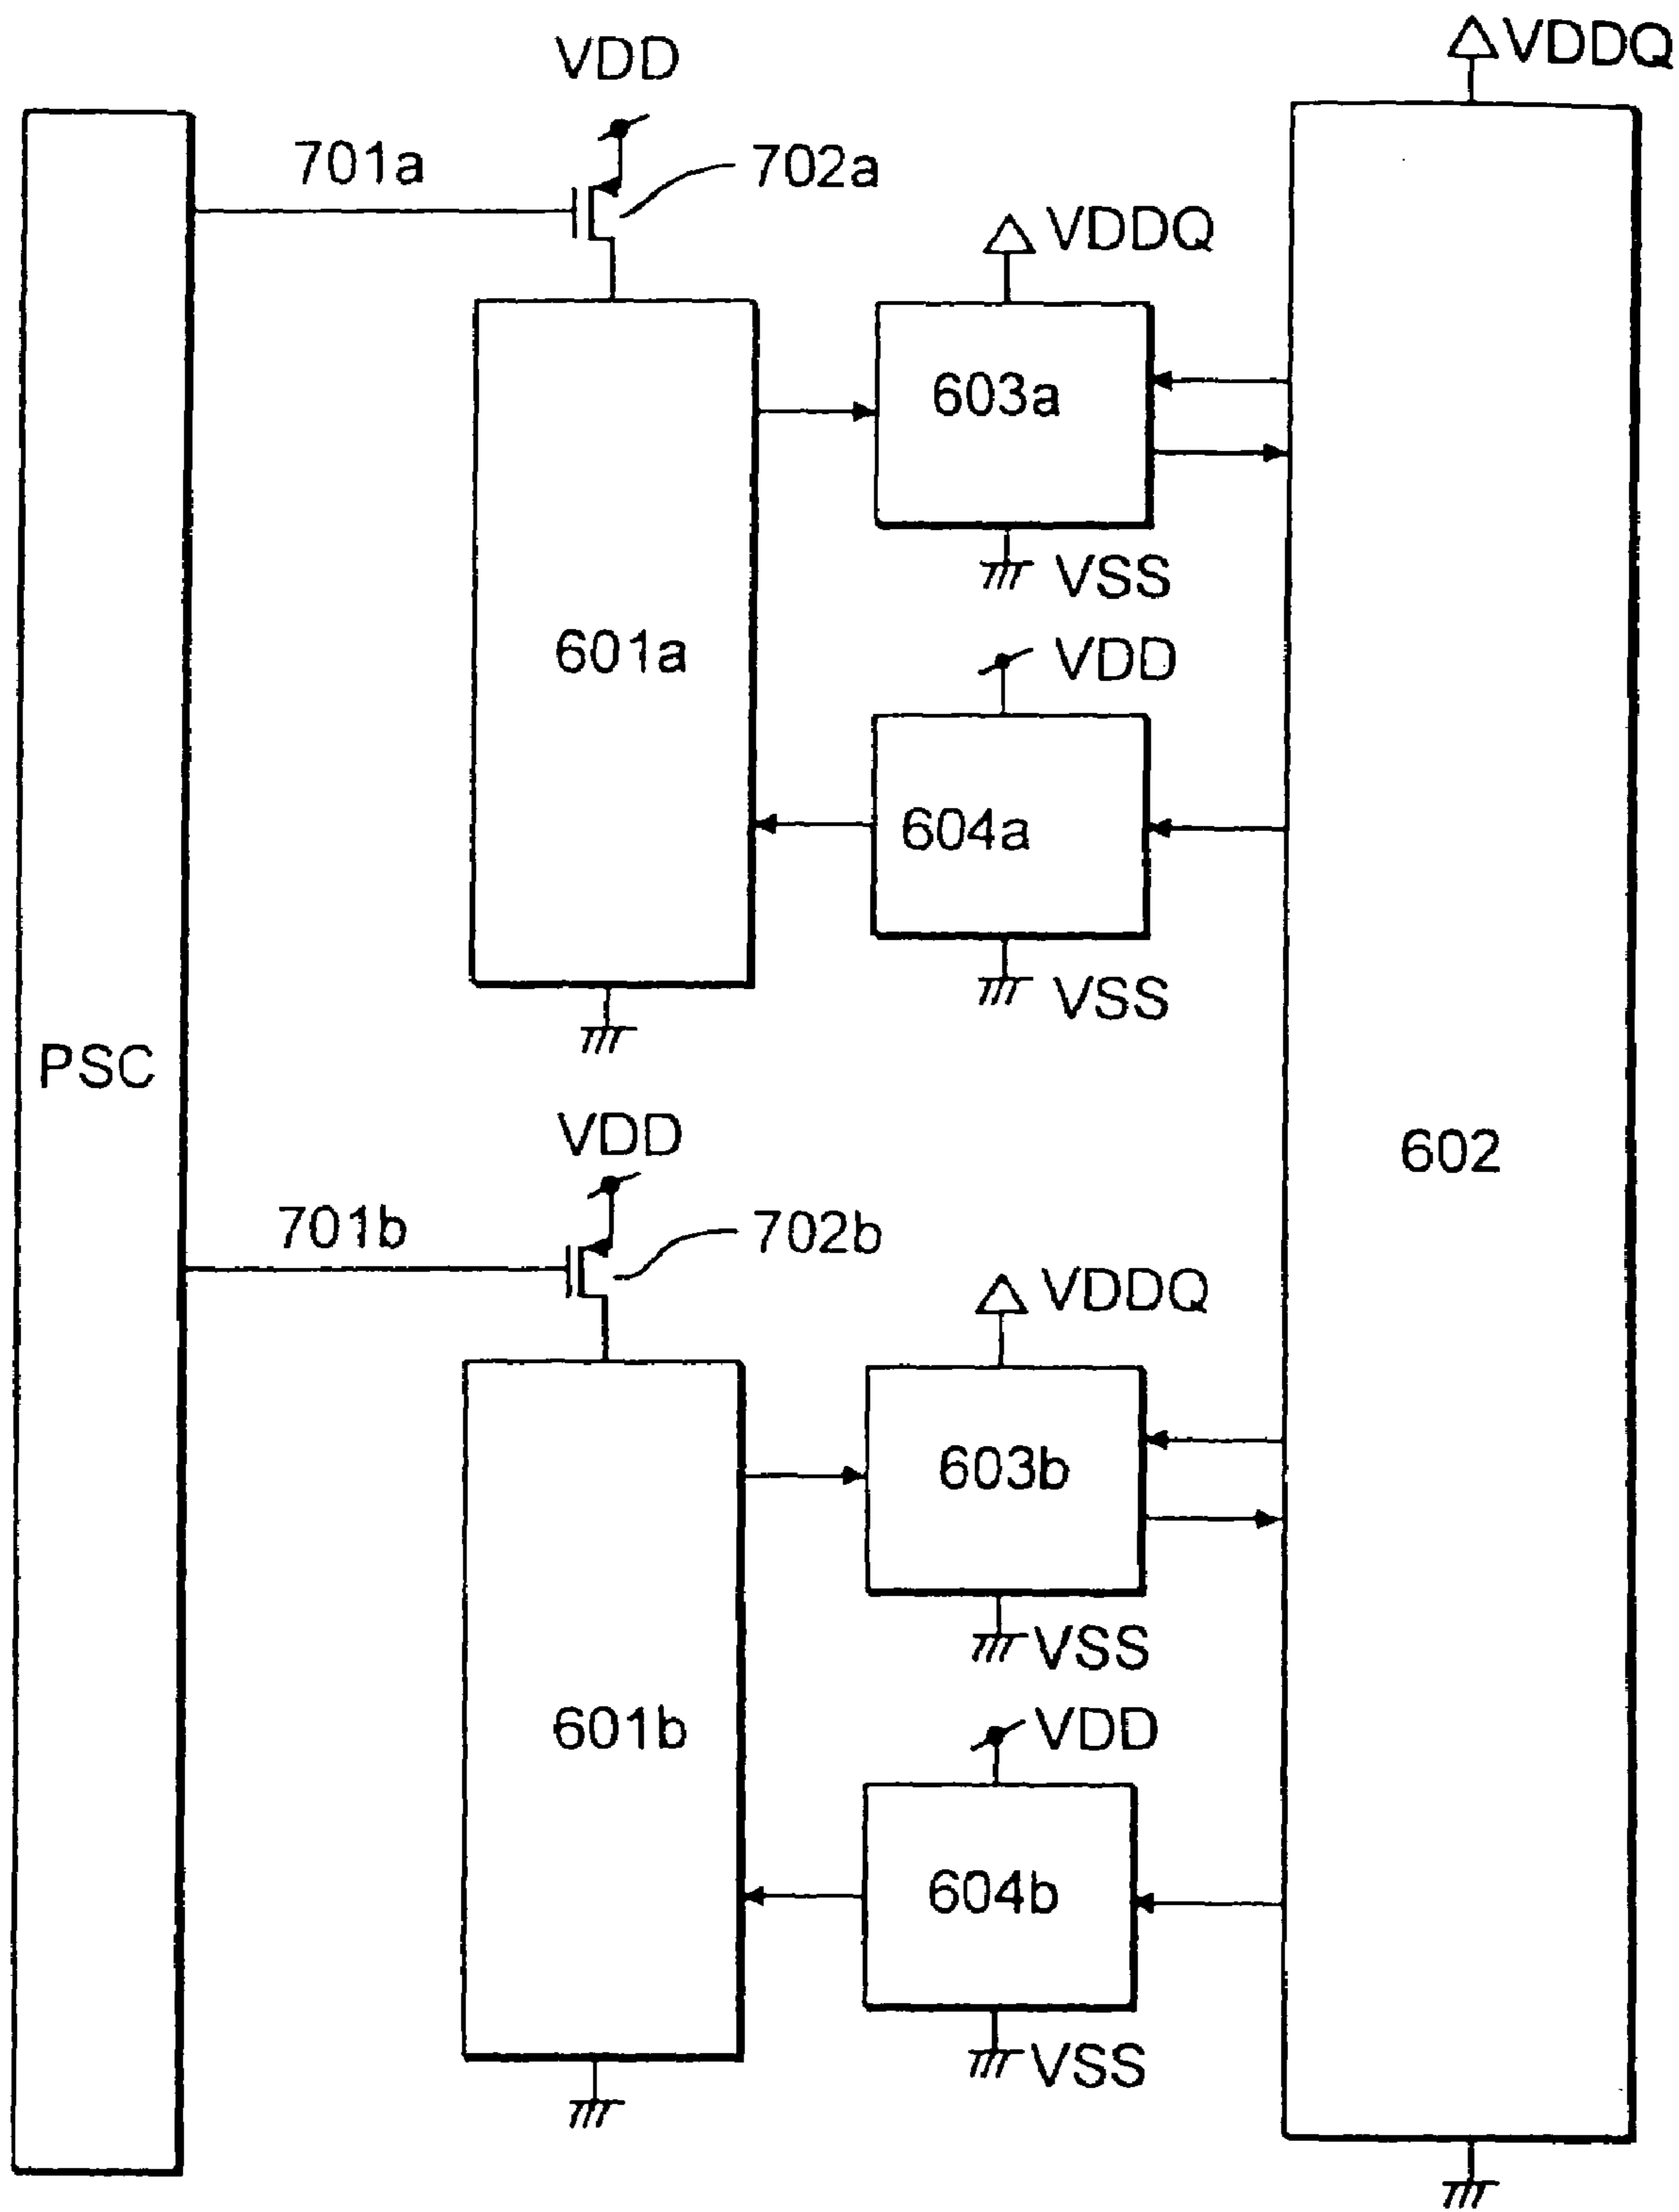 VDDQ
VDD
701a
702a
VDDQ
603a
VSS
601a
VDD
604a
VSS
PSC
VDD
602
701b
702b
VDDQ
603b
VSS
601b
VDD
604b
VSS